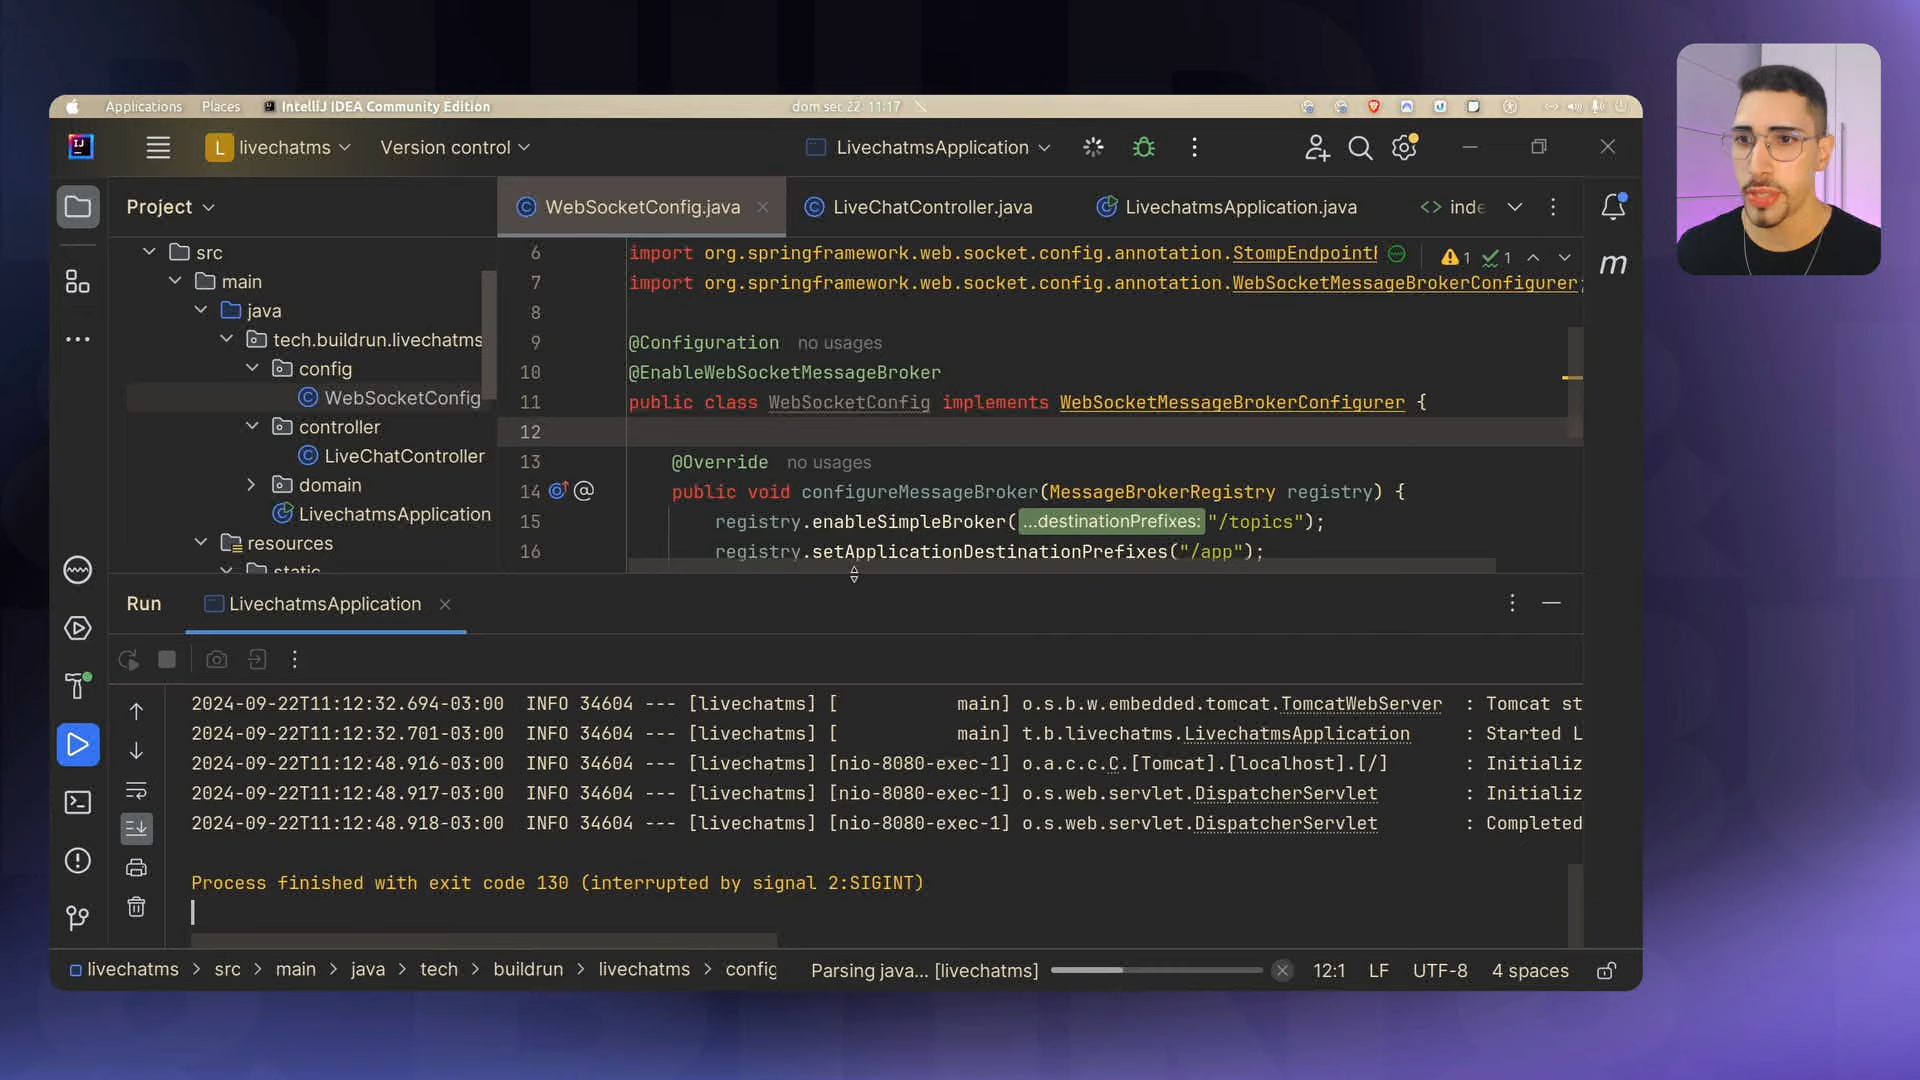 Applications Places IntelliJ IDEA Community Edition dom set 22 11:17
L livechatms Version control LivechatmsApplication
Project WebSocketConfig.java LiveChatController.java LivechatmsApplication.java <> inde
src
main
java
tech.buildrun.livechatms
config
WebSocketConfig
controller
LiveChatController
domain
LivechatmsApplication
resources
static
6 import org.springframework.web.socket.config.annotation.StompEndpoint 1 1
7 import org.springframework.web.socket.config.annotation.WebSocketMessageBrokerConfigurer;
8
9 @Configuration no usages
10 @EnableWebSocketMessageBroker
11 public class WebSocketConfig implements WebSocketMessageBrokerConfigurer {
12
13 @Override no usages
14 public void configureMessageBroker(MessageBrokerRegistry registry) {
15 registry.enableSimpleBroker(...destinationPrefixes: "/topics");
16 registry.setApplicationDestinationPrefixes("/app");
Run LivechatmsApplication
2024-09-22T11:12:32.694-03:00 INFO 34604 --- [livechatms] [ main] o.s.b.w.embedded.tomcat.TomcatWebServer : Tomcat st
2024-09-22T11:12:32.701-03:00 INFO 34604 --- [livechatms] [ main] t.b.livechatms.LivechatmsApplication : Started L
2024-09-22T11:12:48.916-03:00 INFO 34604 --- [livechatms] [nio-8080-exec-1] o.a.c.c.C.[Tomcat].[localhost].[/] : Initializ
2024-09-22T11:12:48.917-03:00 INFO 34604 --- [livechatms] [nio-8080-exec-1] o.s.web.servlet.DispatcherServlet : Initializ
2024-09-22T11:12:48.918-03:00 INFO 34604 --- [livechatms] [nio-8080-exec-1] o.s.web.servlet.DispatcherServlet : Completed
Process finished with exit code 130 (interrupted by signal 2:SIGINT)
livechatms > src > main > java > tech > buildrun > livechatms > config Parsing java... [livechatms] 12:1 LF UTF-8 4 spaces